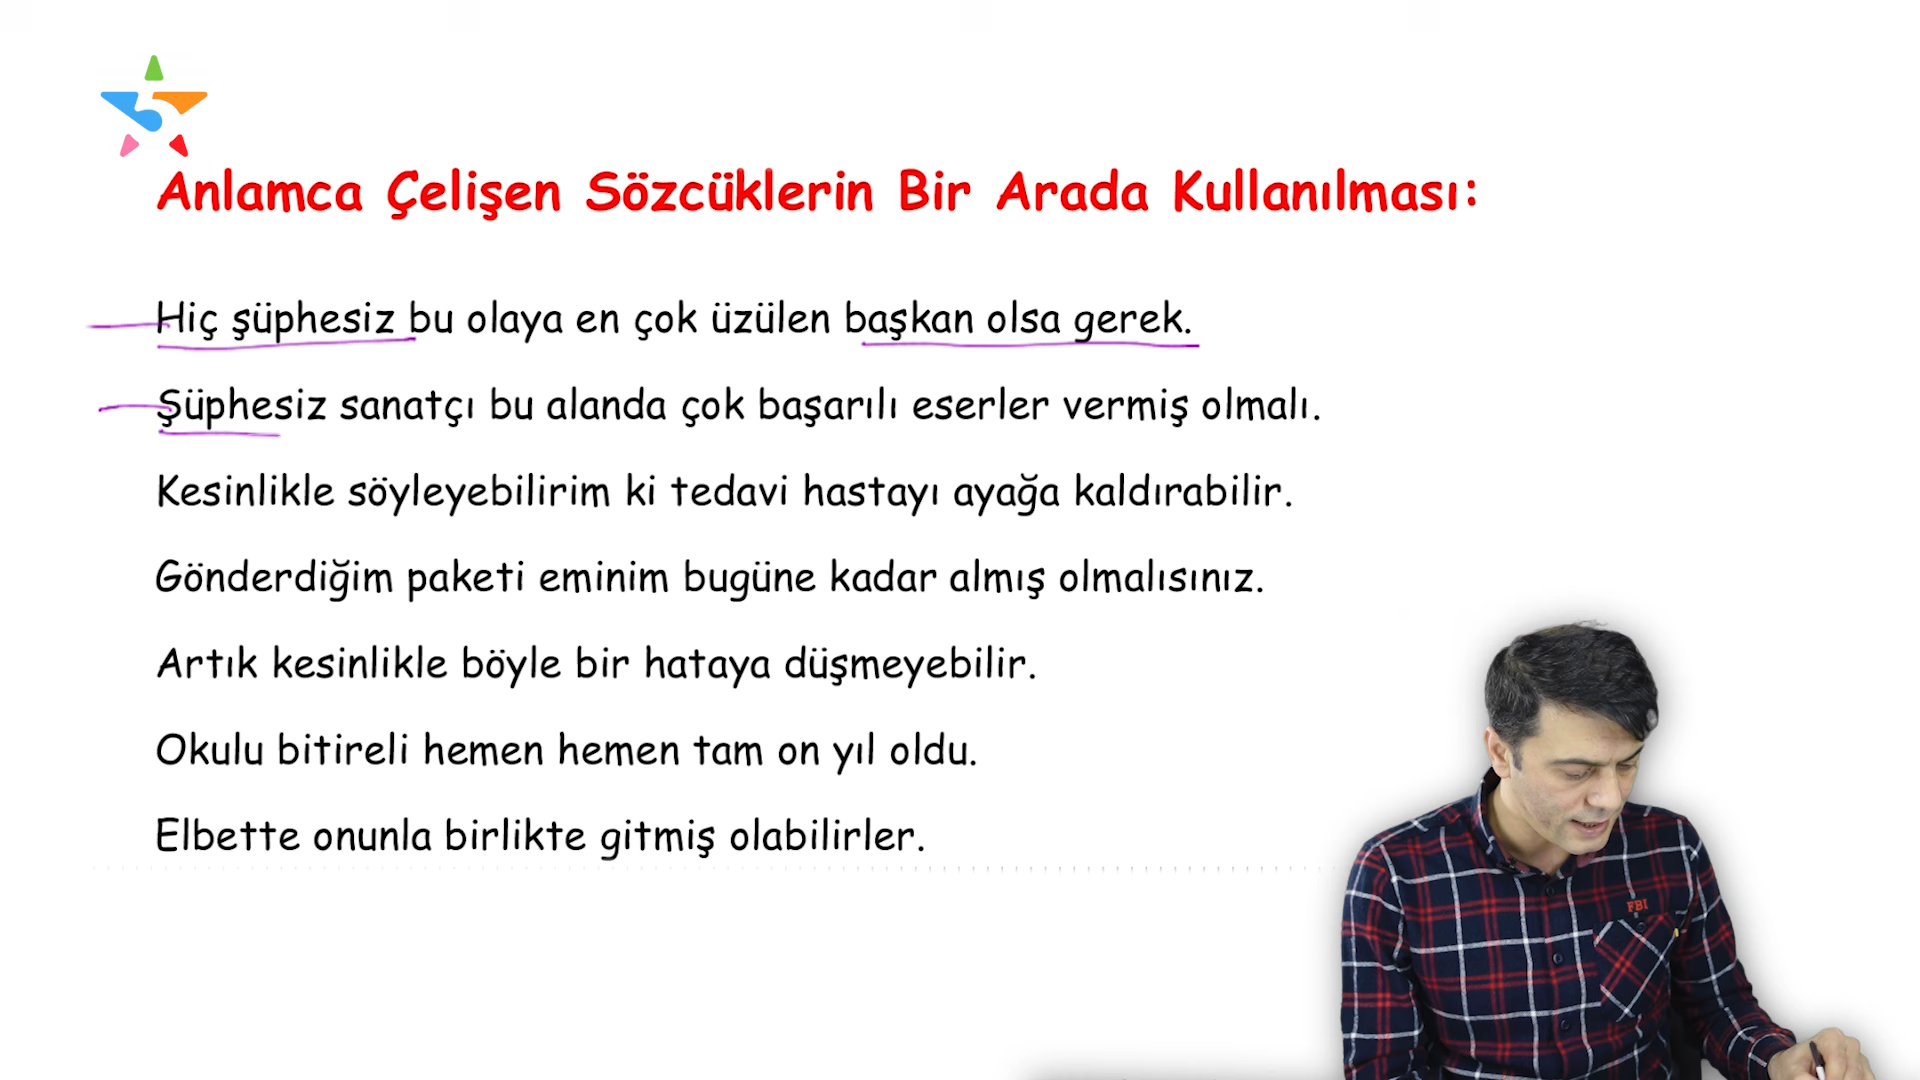 Anlamca Çelişen Sözcüklerin Bir Arada Kullanılması:
Hiç şüphesiz bu olaya en çok üzülen başkan olsa gerek.
Şüphesiz sanatçı bu alanda çok başarılı eserler vermiş olmalı.
Kesinlikle söyleyebilirim ki tedavi hastayı ayağa kaldırabilir.
Gönderdiğim paketi eminim bugüne kadar almış olmalısınız.
Artık kesinlikle böyle bir hataya düşmeyebilir.
Okulu bitireli hemen hemen tam on yıl oldu.
Elbette onunla birlikte gitmiş olabilirler.
FBI